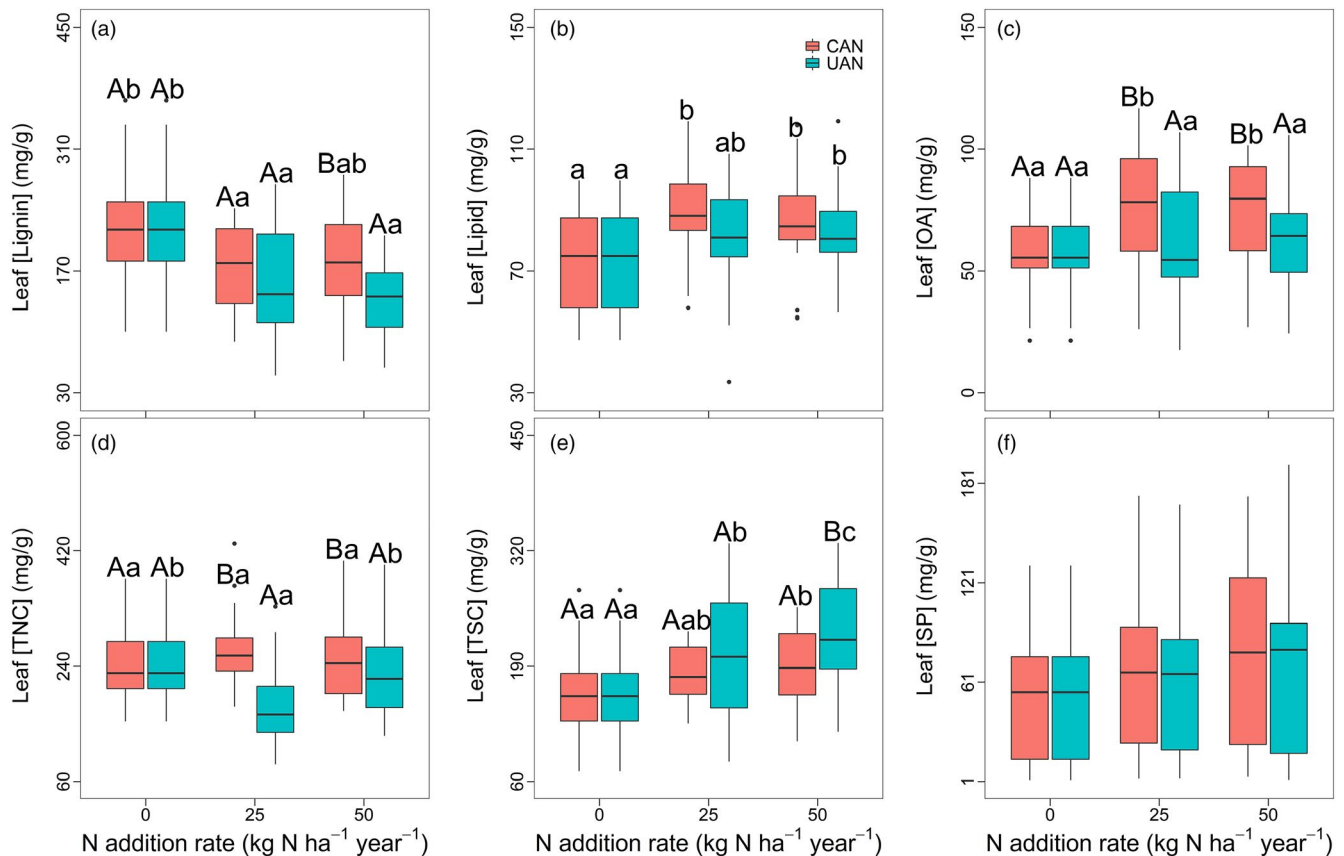 (a)
450
310
170
30
Leaf [Lignin] (mg/g)
Ab
Ab
Aa
Aa
Bab
Aa
(b)
150
110
70
30
Leaf [Lipid] (mg/g)
CAN
UAN
a
a
b
ab
b
b
(c)
150
100
50
0
Leaf [OA] (mg/g)
Aa
Aa
Bb
Aa
Bb
Aa
(d)
600
420
240
60
Leaf [TNC] (mg/g)
Aa
Ab
Ba
Aa
Ba
Ab
0
25
50
N addition rate (kg N ha⁻¹ year⁻¹)
(e)
450
320
190
60
Leaf [TSC] (mg/g)
Aa
Aa
Aab
Ab
Ab
Bc
0
25
50
N addition rate (kg N ha⁻¹ year⁻¹)
(f)
181
121
61
1
Leaf [SP] (mg/g)
0
25
50
N addition rate (kg N ha⁻¹ year⁻¹)